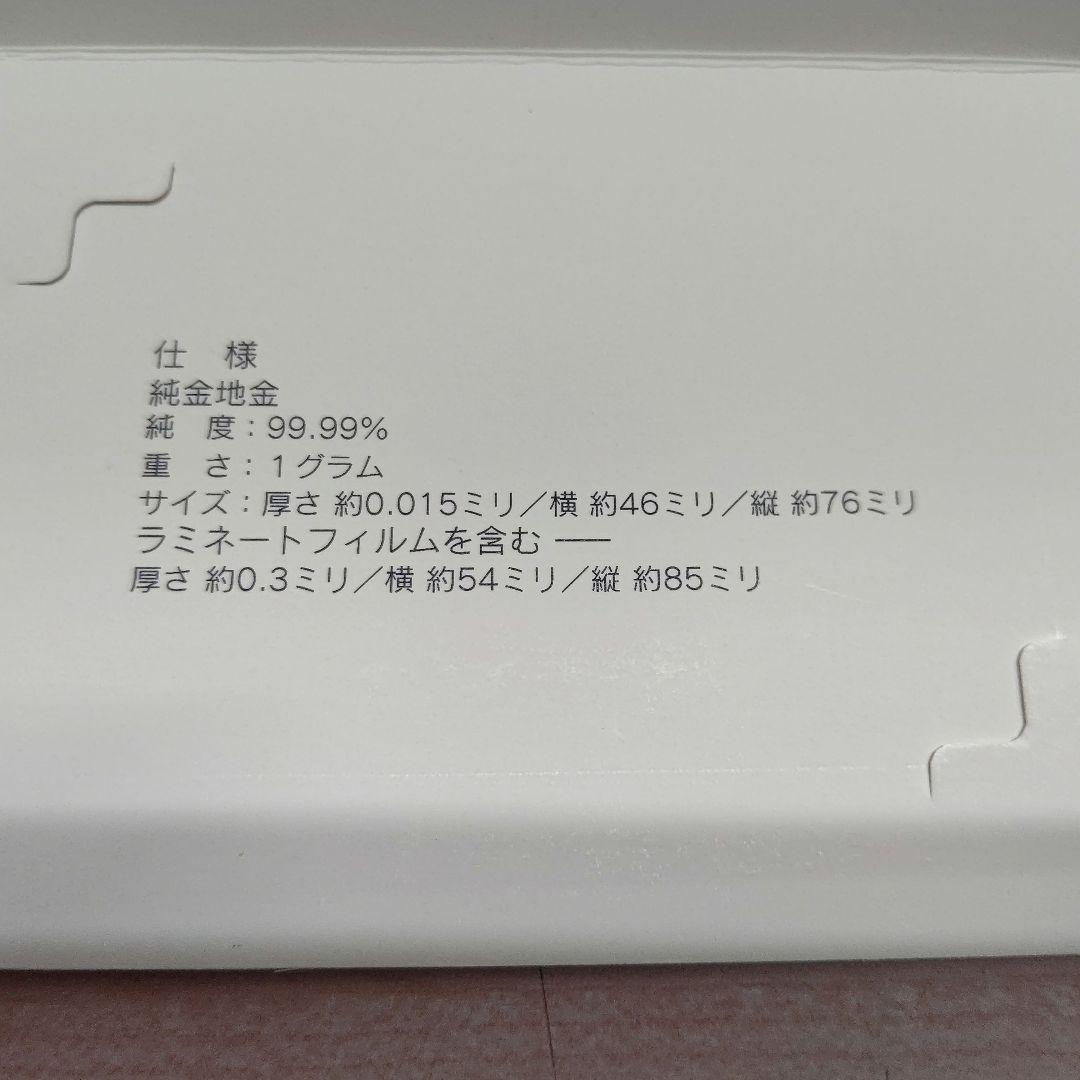 仕　様
純金地金
純　度：99.99%
重　さ：1グラム
サイズ：厚さ 約0.015ミリ／横 約46ミリ／縦 約76ミリ
ラミネートフィルムを含む ──
厚さ 約0.3ミリ／横 約54ミリ／縦 約85ミリ